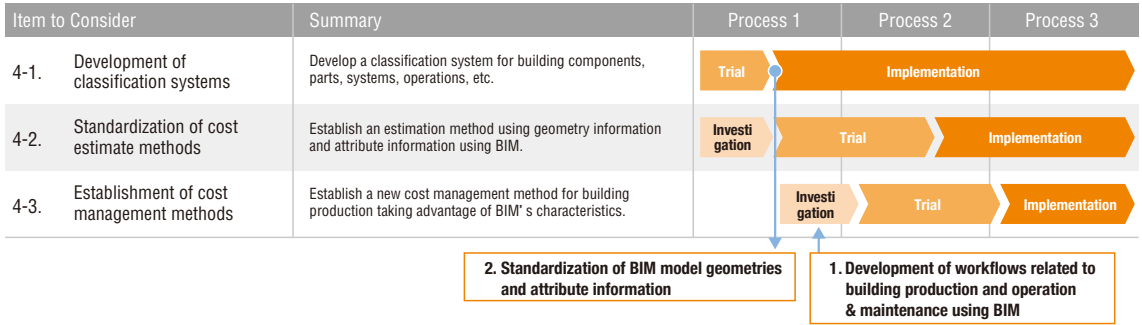 Item to Consider Summary Process 1 Process 2 Process 3
4-1. Development of
classification systems
Develop a classification system for building components,
parts, systems, operations, etc.
Trial Implementation
4-2. Standardization of cost
estimate methods
Establish an estimation method using geometry information
and attribute information using BIM.
Investi
gation
Trial Implementation
4-3. Establishment of cost
management methods
Establish a new cost management method for building
production taking advantage of BIM' s characteristics.
Investi
gation
Trial Implementation
2. Standardization of BIM model geometries
and attribute information
1. Development of workflows related to
building production and operation
& maintenance using BIM